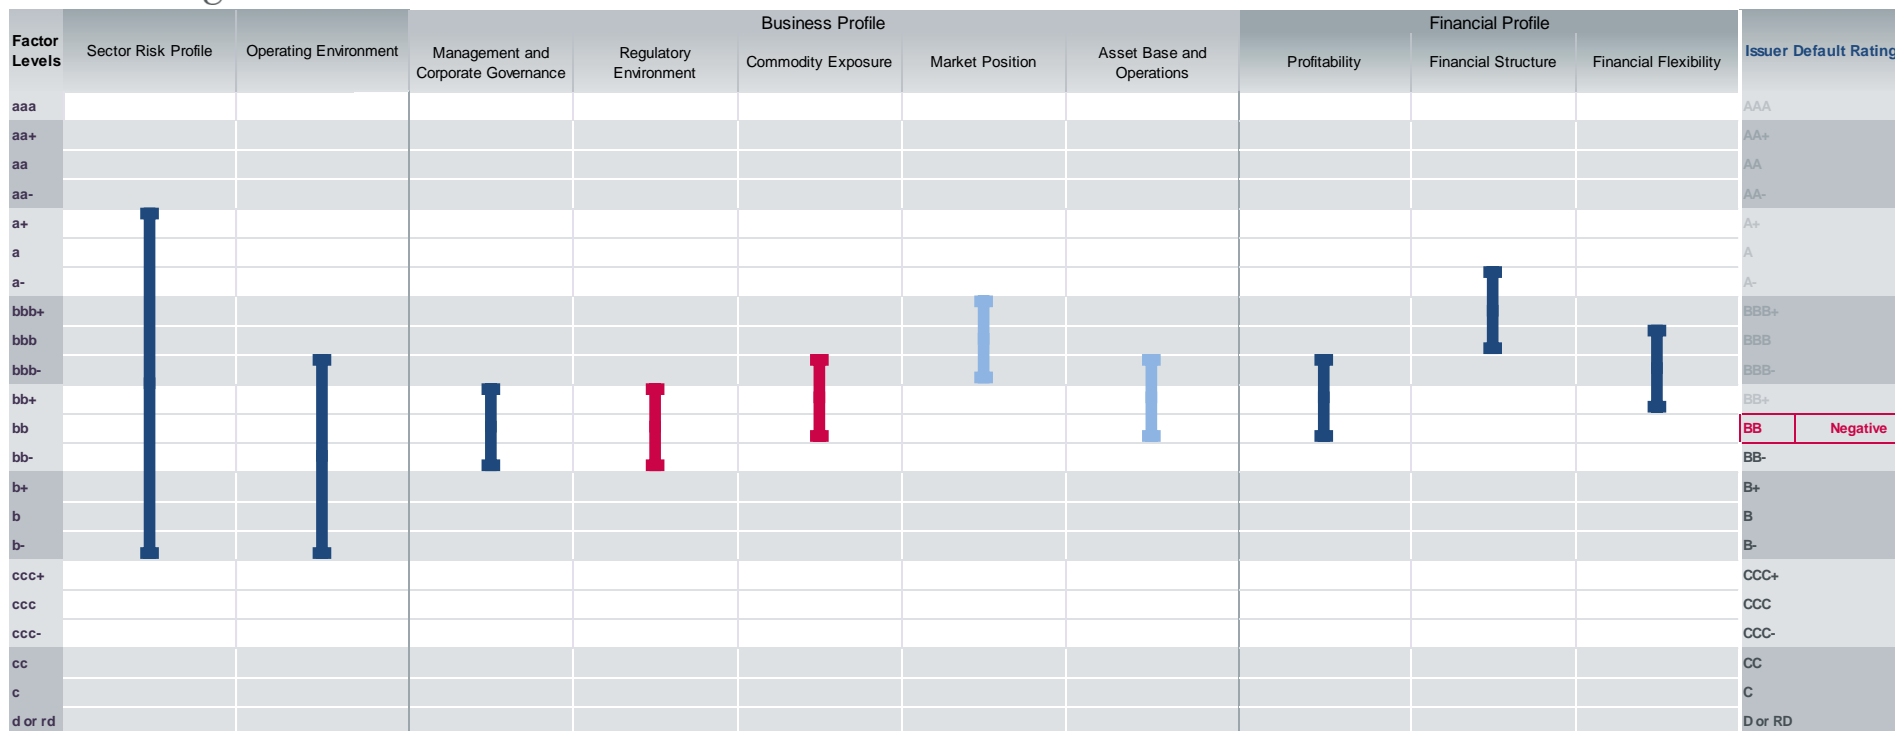 Business Profile
Financial Profile
Factor Levels
Sector Risk Profile
Operating Environment
Management and Corporate Governance
Regulatory Environment
Commodity Exposure
Market Position
Asset Base and Operations
Profitability
Financial Structure
Financial Flexibility
Issuer Default Rating
aaa AAA
aa+ AA+
aa AA
aa- AA-
a+ A+
a A
a- A-
bbb+ BBB+
bbb BBB
bbb- BBB-
bb+ BB+
bb BB Negative
bb- BB-
b+ B+
b B
b- B-
ccc+ CCC+
ccc CCC
ccc- CCC-
cc CC
c C
d or rd D or RD